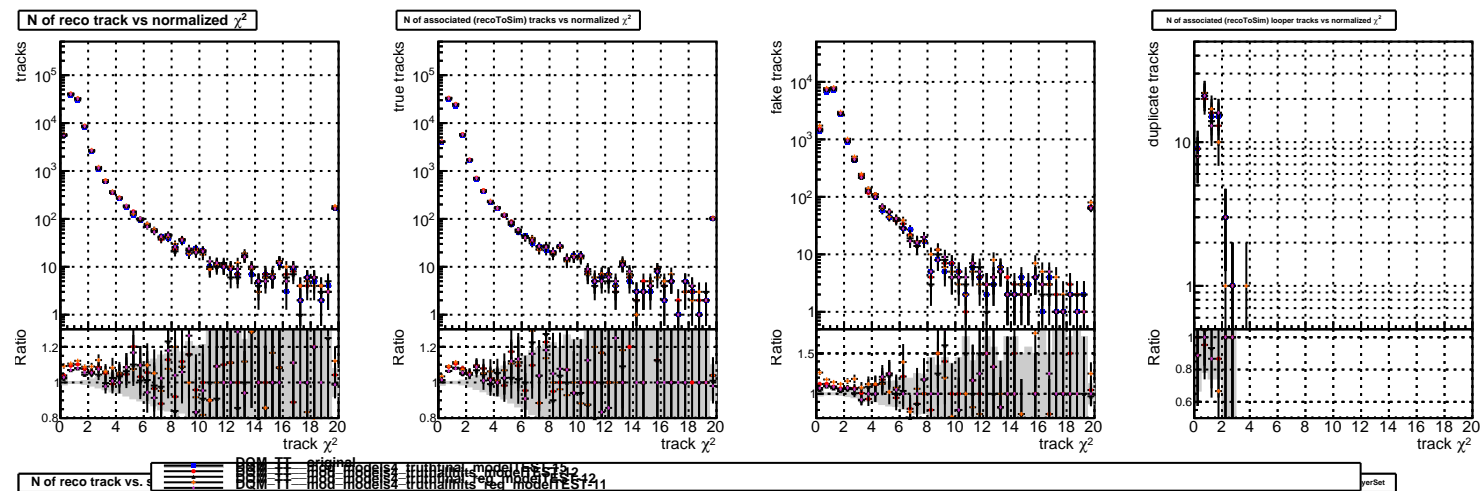 N of reco track vs normalized χ²
N of associated (recoToSim) tracks vs normalized χ²
N of associated (recoToSim) looper tracks vs normalized χ²
tracks
10⁵
10⁴
10³
10²
10
1
Ratio
1.2
1
0.8
0 2 4 6 8 10 12 14 16 18 20
track χ²
true tracks
10⁵
10⁴
10³
10²
10
1
Ratio
1.2
1
0.8
0 2 4 6 8 10 12 14 16 18 20
track χ²
fake tracks
10⁴
10³
10²
10
1
Ratio
1.5
1
0 2 4 6 8 10 12 14 16 18 20
track χ²
duplicate tracks
10
1
Ratio
1
0.8
0.6
0 2 4 6 8 10 12 14 16 18 20
track χ²
N of reco track vs. s
yerSet
DQM_TT
original